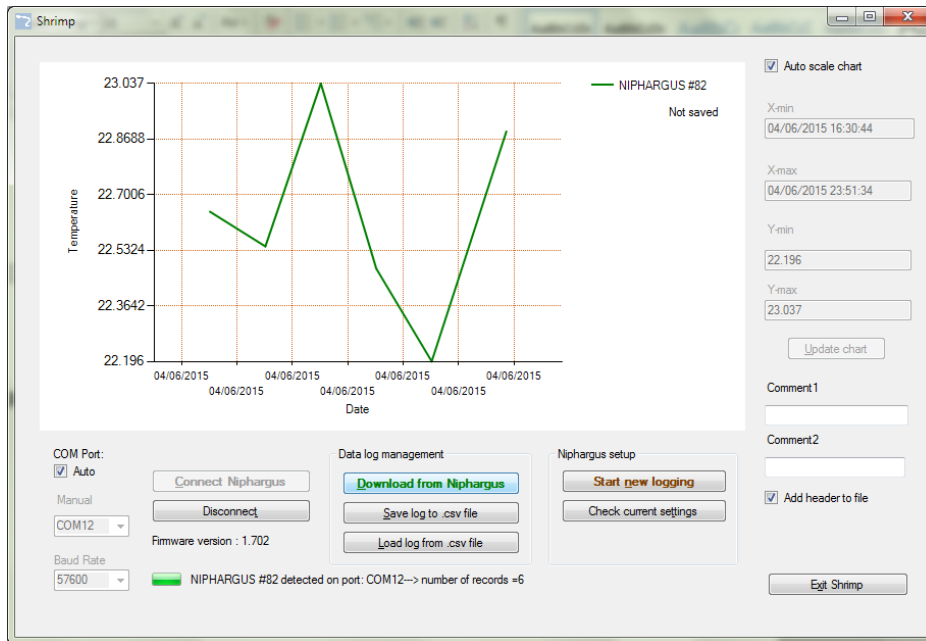 Shrimp
23.037
22.8688
22.7006
22.5324
22.3642
22.196
Temperature
04/06/2015 04/06/2015 04/06/2015 04/06/2015
04/06/2015 04/06/2015 04/06/2015
Date
NIPHARGUS #82
Not saved
Auto scale chart
X-min
04/06/2015 16:30:44
X-max
04/06/2015 23:51:34
Y-min
22.196
Y-max
23.037
Update chart
Comment1
Comment2
Add header to file
Exit Shrimp
COM Port:
Auto
Manual
COM12
Baud Rate
57600
Connect Niphargus
Disconnect
Firmware version : 1.702
Data log management
Download from Niphargus
Save log to .csv file
Load log from .csv file
Niphargus setup
Start new logging
Check current settings
NIPHARGUS #82 detected on port: COM12---> number of records =6